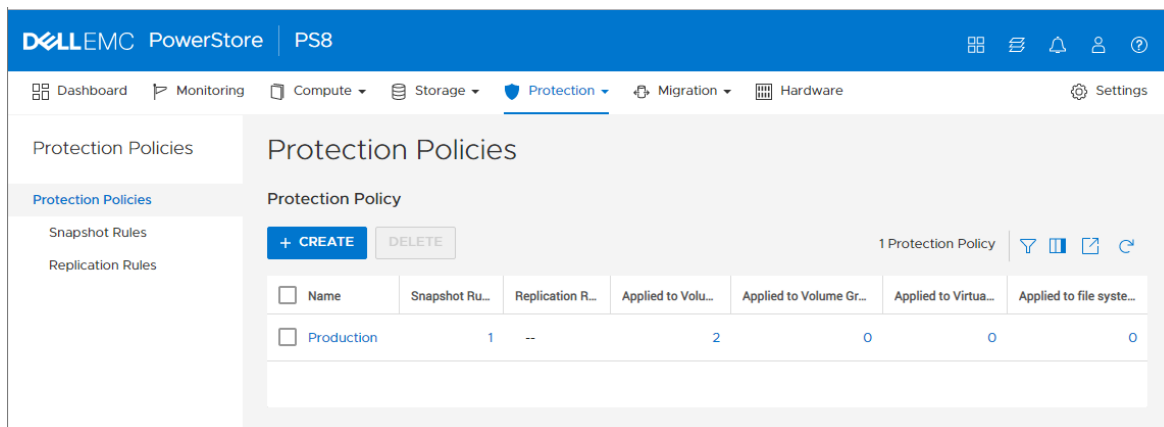 DELLEMC PowerStore PS8
Dashboard Monitoring Compute Storage Protection Migration Hardware Settings
Protection Policies
Protection Policies
Snapshot Rules
Replication Rules
Protection Policies
Protection Policy
+ CREATE DELETE 1 Protection Policy
Name Snapshot Ru... Replication R... Applied to Volu... Applied to Volume Gr... Applied to Virtua... Applied to file syste...
Production 1 -- 2 0 0 0